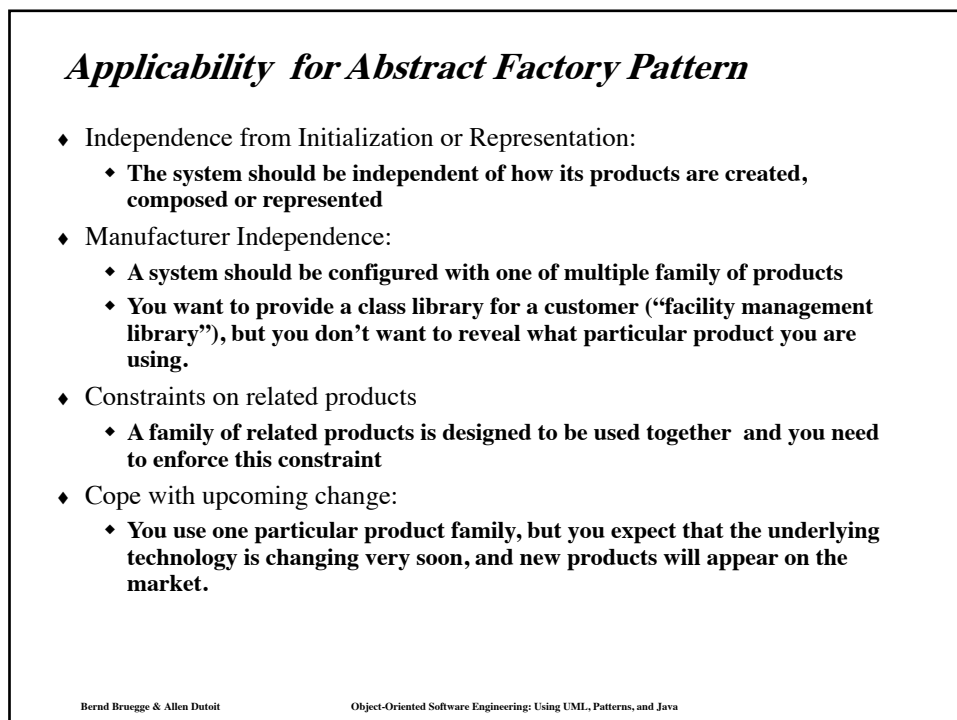 Applicability for Abstract Factory Pattern
♦ Independence from Initialization or Representation:
◆ The system should be independent of how its products are created,
composed or represented
♦ Manufacturer Independence:
◆ A system should be configured with one of multiple family of products
◆ You want to provide a class library for a customer (“facility management
library”), but you don’t want to reveal what particular product you are
using.
♦ Constraints on related products
◆ A family of related products is designed to be used together and you need
to enforce this constraint
♦ Cope with upcoming change:
◆ You use one particular product family, but you expect that the underlying
technology is changing very soon, and new products will appear on the
market.
Bernd Bruegge & Allen Dutoit Object-Oriented Software Engineering: Using UML, Patterns, and Java